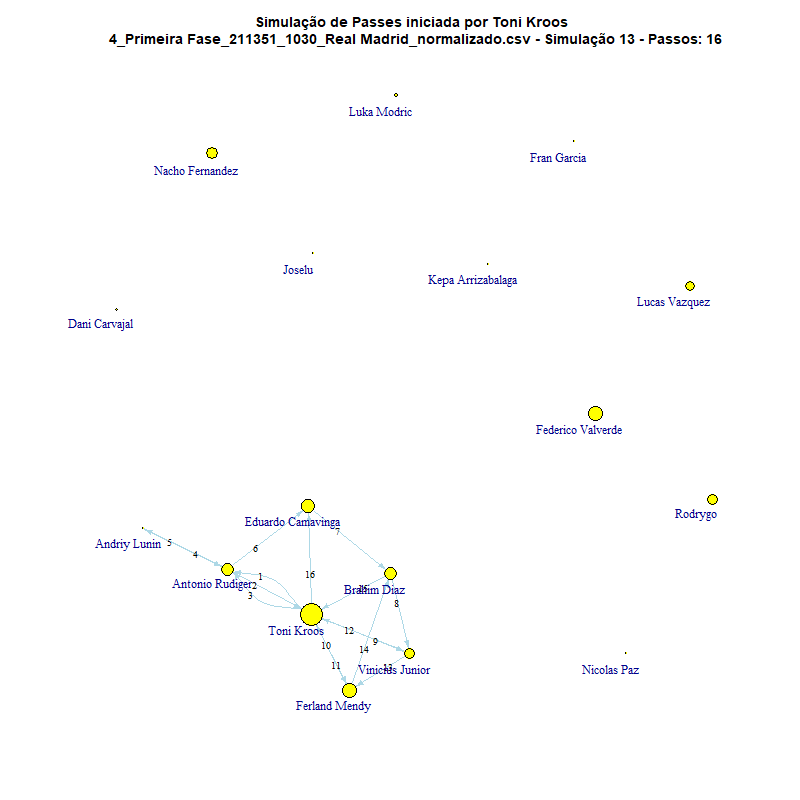 Simulação de Passes iniciada por Toni Kroos
4_Primeira Fase_211351_1030_Real Madrid_normalizado.csv - Simulação 13 - Passos: 16
Luka Modric
Fran Garcia
Nacho Fernandez
Joselu
Kepa Arrizabalaga
Lucas Vazquez
Dani Carvajal
Federico Valverde
Rodrygo
Eduardo Camavinga
7
Andriy Lunin
5
6
4
Antonio Rudiger
1
2
3
16
Brahim Diaz
15
8
Toni Kroos
12
9
10
14
11
13
Vinicius Junior
Nicolas Paz
Ferland Mendy